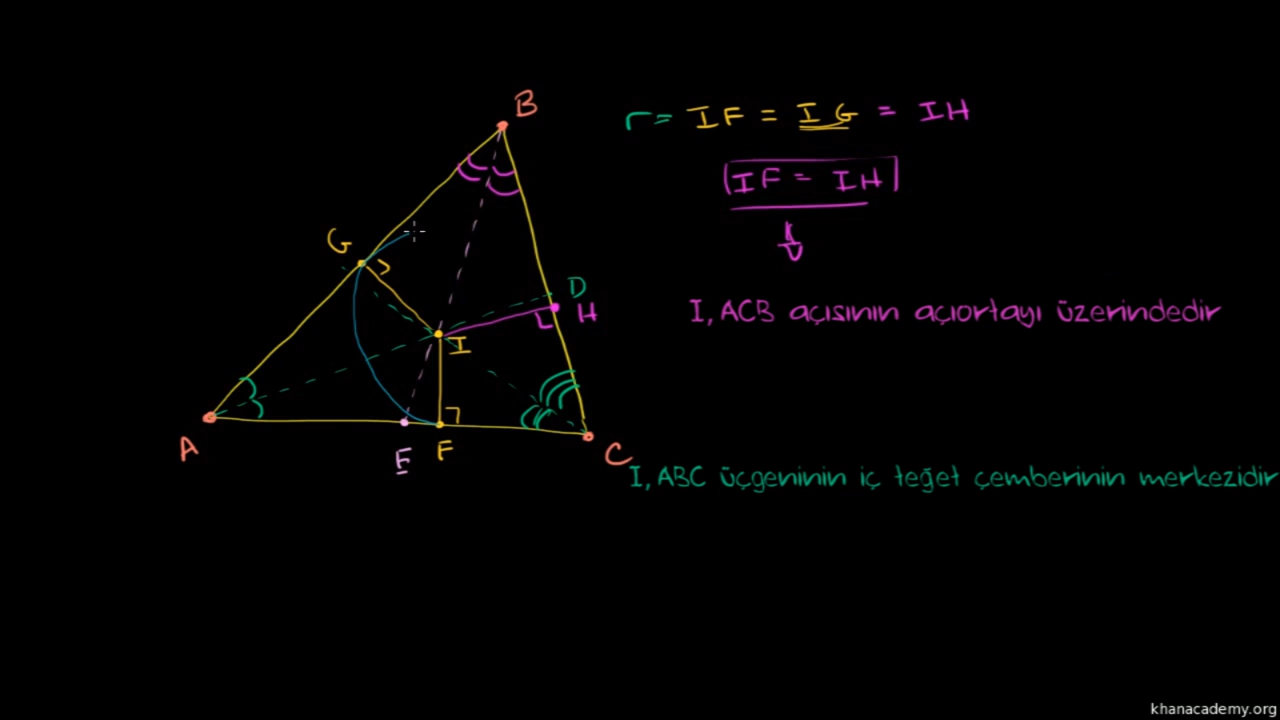 B
r = IF = IG = IH
IF = IH
G
D
H
I, ACB açısının açıortayı üzerindedir
I
A
E
F
C
I, ABC üçgeninin iç teğet çemberinin merkezidir
khanacademy.org